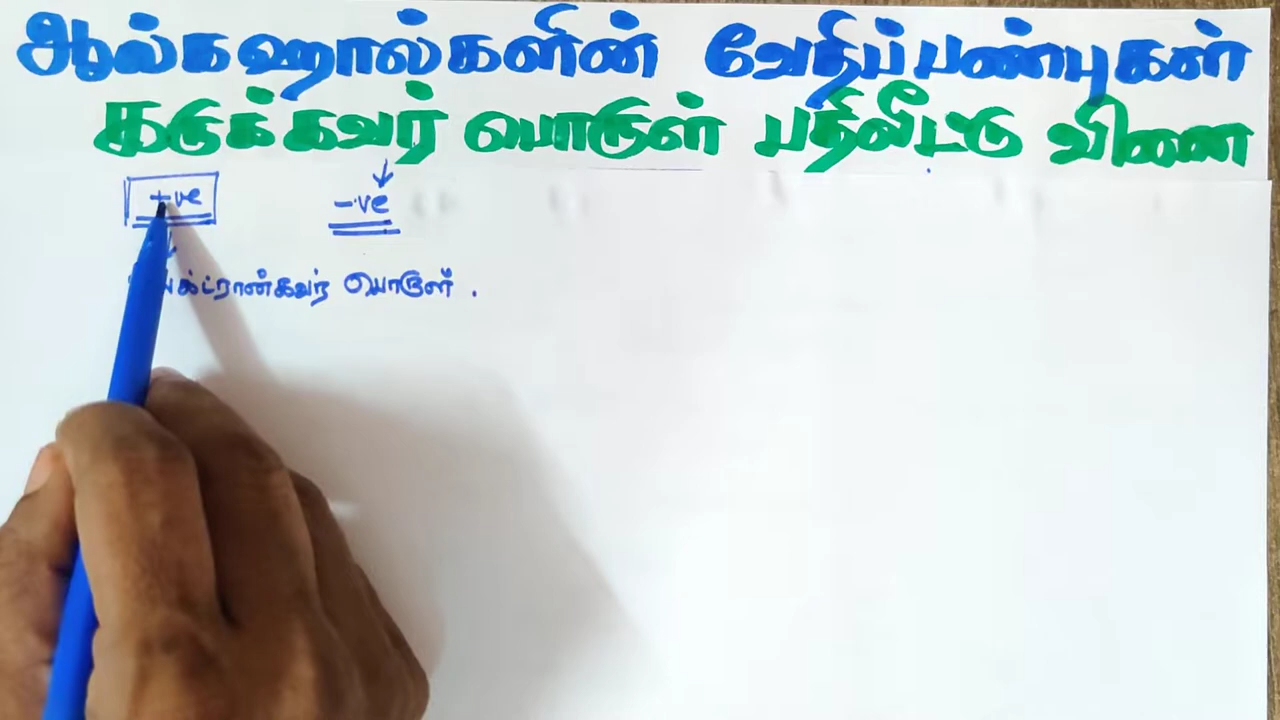 ஆல்கஹால்களின் வேதிப்பண்புகள்
கருக்கவர் பொருள் பதிலீட்டு வினை
+ve -ve
பொருள் .